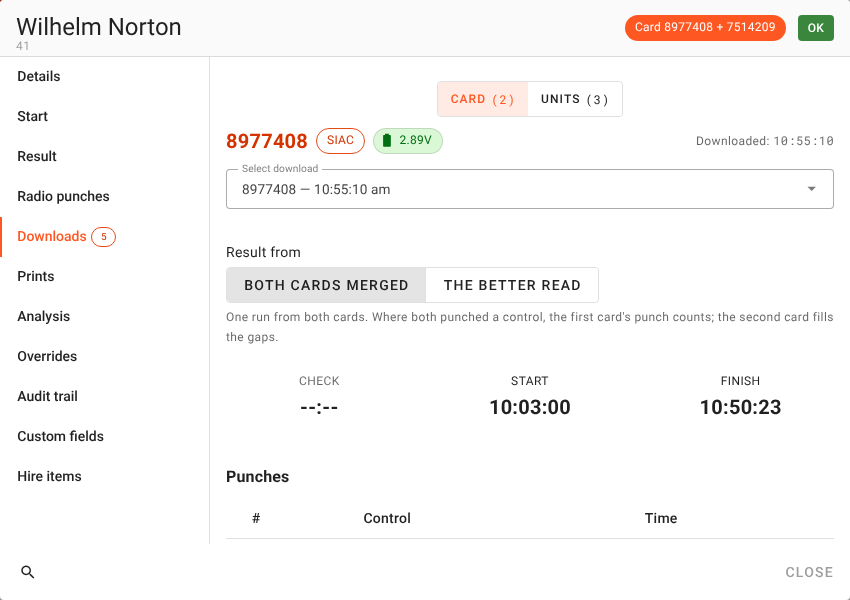 Wilhelm Norton
41
Card 8977408 + 7514209
OK
Details
Start
Result
Radio punches
Downloads 5
Prints
Analysis
Overrides
Audit trail
Custom fields
Hire items
CARD (2)
UNITS (3)
8977408
SIAC
2.89V
Downloaded: 10:55:10
Select download
8977408 — 10:55:10 am
Result from
BOTH CARDS MERGED
THE BETTER READ
One run from both cards. Where both punched a control, the first card's punch counts; the second card fills
the gaps.
CHECK
START
FINISH
--:--
10:03:00
10:50:23
Punches
# Control Time
CLOSE